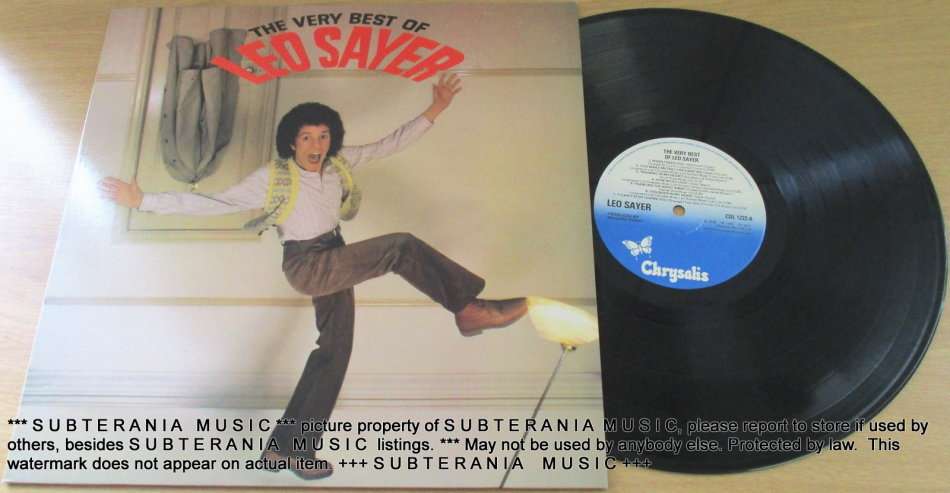 THE VERY BEST OF
LEO SAYER
THE VERY BEST
OF LEO SAYER
LEO SAYER
CDL 1222-A
Chrysalis
*** S U B T E R A N I A M U S I C *** picture property of S U B T E R A N I A M U S I C, please report to store if used by
others, besides S U B T E R A N I A M U S I C listings. *** May not be used by anybody else. Protected by law. This
watermark does not appear on actual item +++ S U B T E R A N I A M U S I C +++